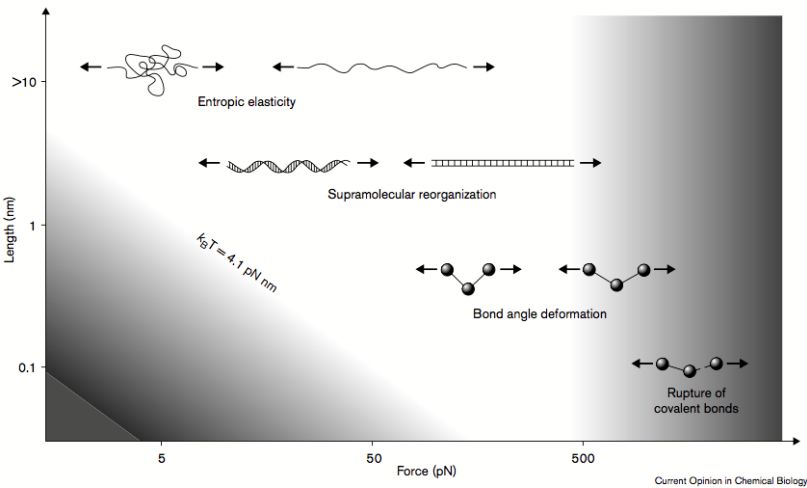 >10
Entropic elasticity
Supramolecular reorganization
Length (nm)
1
kBT = 4.1 pN nm
Bond angle deformation
0.1
Rupture of
covalent bonds
5
50
500
Force (pN)
Current Opinion in Chemical Biology